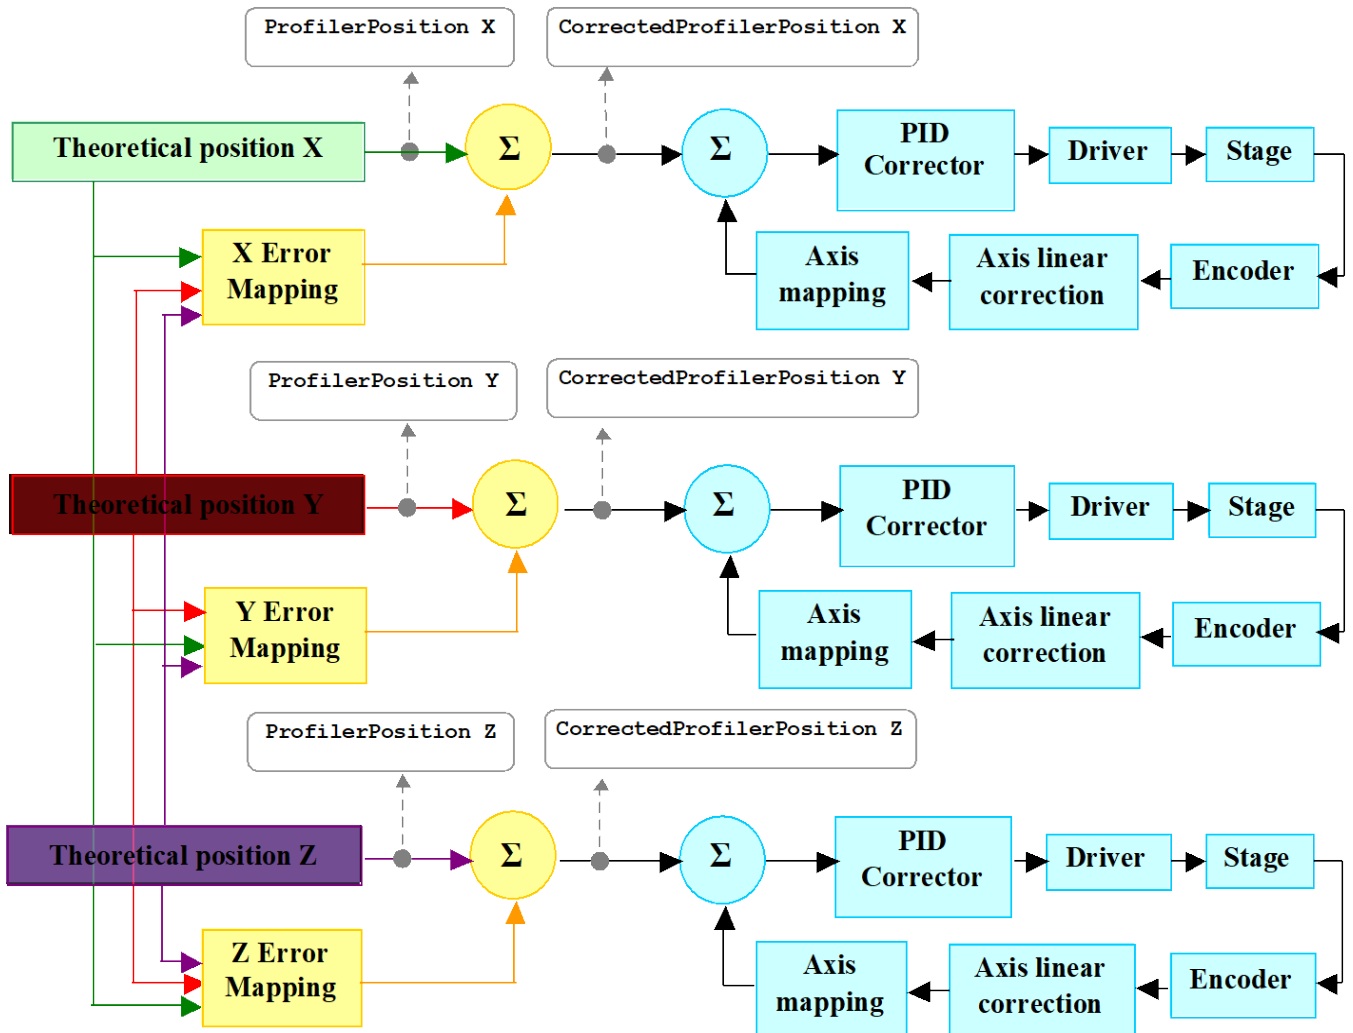 ProfilerPosition X
CorrectedProfilerPosition X
Theoretical position X
Σ
Σ
PID
Corrector
Driver
Stage
X Error
Mapping
Axis
mapping
Axis linear
correction
Encoder
ProfilerPosition Y
CorrectedProfilerPosition Y
Theoretical position Y
Σ
Σ
PID
Corrector
Driver
Stage
Y Error
Mapping
Axis
mapping
Axis linear
correction
Encoder
ProfilerPosition Z
CorrectedProfilerPosition Z
Theoretical position Z
Σ
Σ
PID
Corrector
Driver
Stage
Z Error
Mapping
Axis
mapping
Axis linear
correction
Encoder